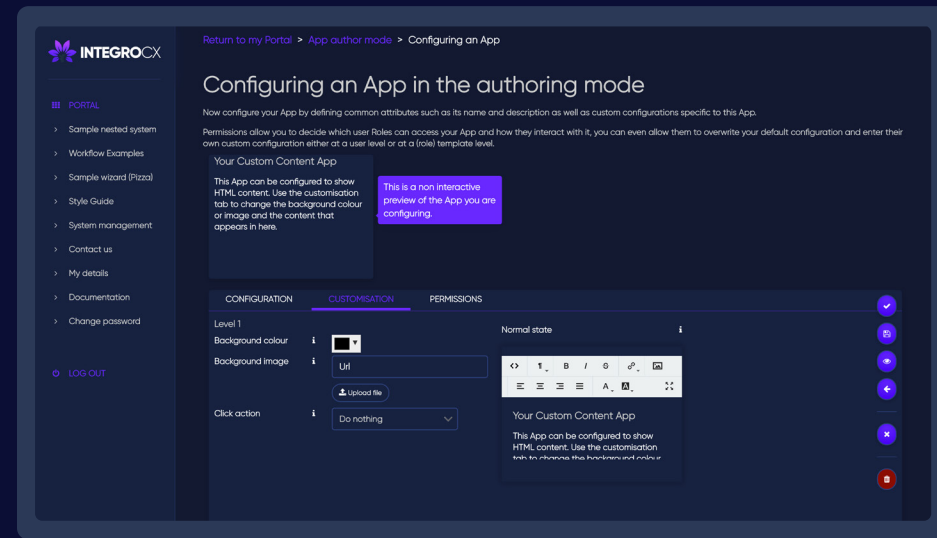 INTEGROCX
Return to my Portal > App author mode > Configuring an App
Configuring an App in the authoring mode
Now configure your App by defining common attributes such as its name and description as well as custom configurations specific to this App.
Permissions allow you to decide which user Roles can access your App and how they interact with it, you can even allow them to overwrite your default configuration and enter their
own custom configuration either at a user level or at a (role) template level.
PORTAL
> Sample nested system
> Workflow Examples
> Sample wizard (Pizza)
> Style Guide
> System management
> Contact us
> My details
> Documentation
> Change password
LOG OUT
Your Custom Content App
This App can be configured to show
HTML content. Use the customisation
tab to change the background colour
or image and the content that
appears in here.
This is a non interactive
preview of the App you are
configuring.
CONFIGURATION CUSTOMISATION PERMISSIONS
Level 1
Background colour i
Background image i Url
Upload file
Click action i Do nothing
Normal state i
<> ¶ B I S
A A
Your Custom Content App
This App can be configured to show
HTML content. Use the customisation
tab to change the background colour